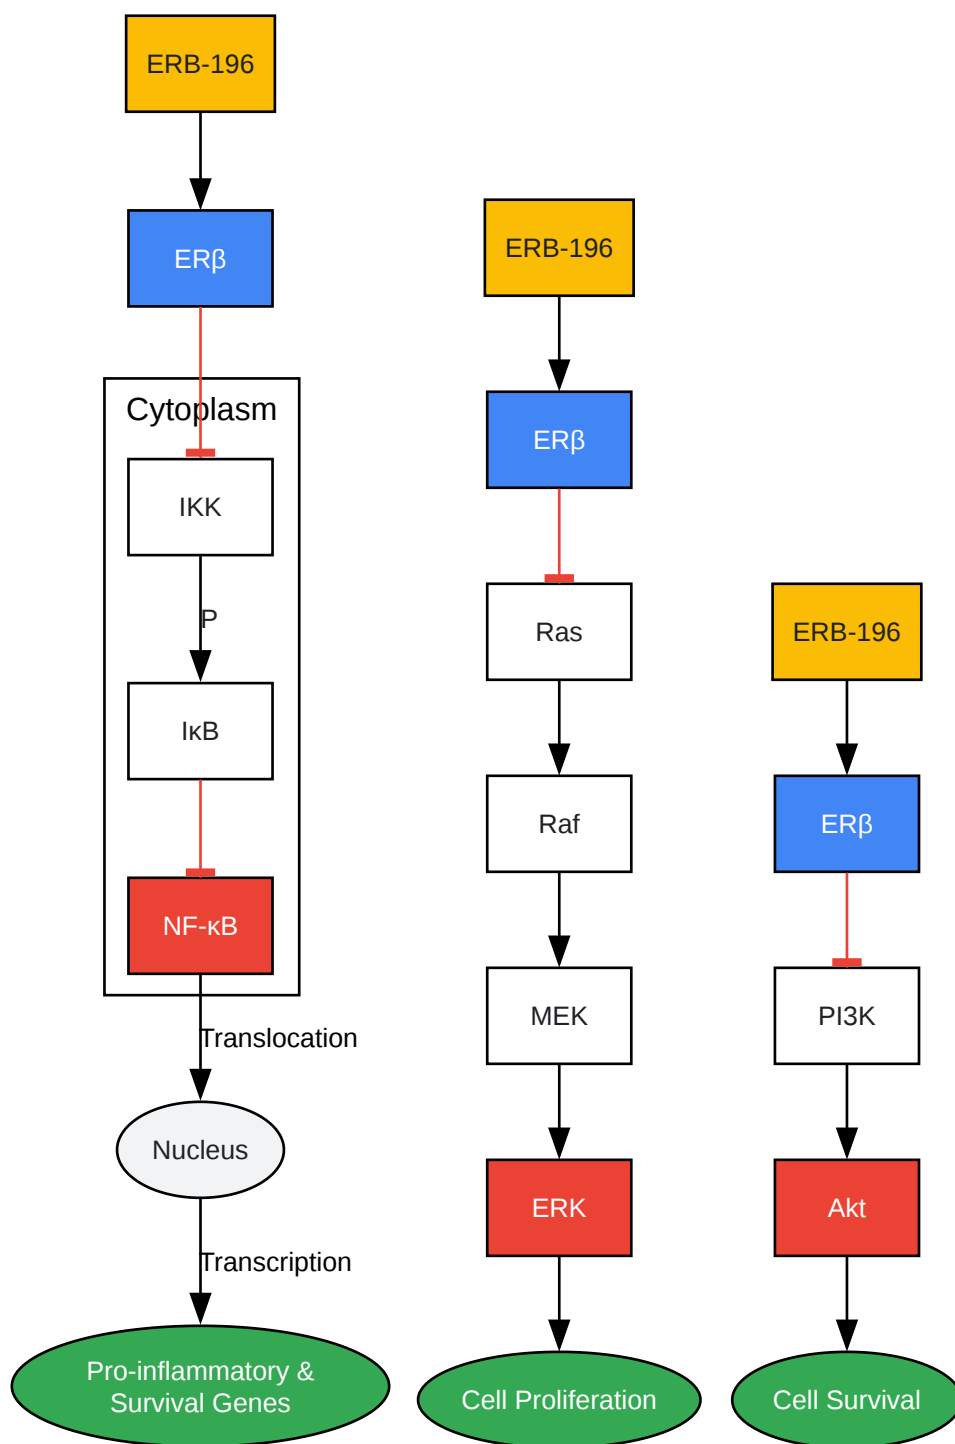 ERB-196
ERβ
Cytoplasm
IKK
P
IκB
NF-κB
Translocation
Nucleus
Transcription
Pro-inflammatory &
Survival Genes
ERB-196
ERβ
Ras
Raf
MEK
ERK
Cell Proliferation
ERB-196
ERβ
PI3K
Akt
Cell Survival